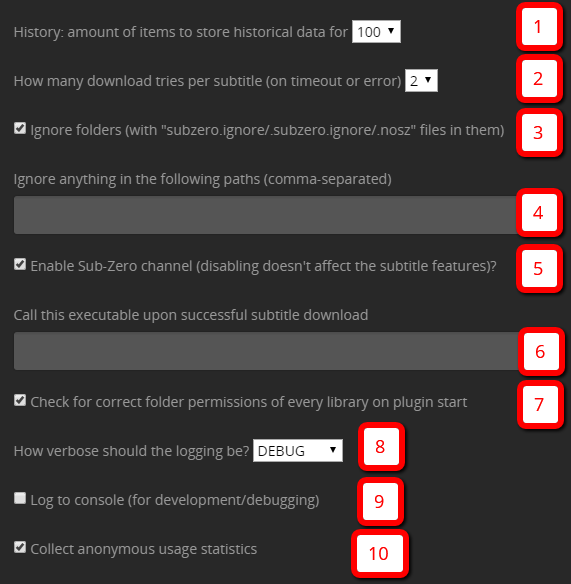 History: amount of items to store historical data for 100 1
How many download tries per subtitle (on timeout or error) 2 2
Ignore folders (with "subzero.ignore/.subzero.ignore/.nosz" files in them) 3
Ignore anything in the following paths (comma-separated)
4
Enable Sub-Zero channel (disabling doesn't affect the subtitle features)? 5
Call this executable upon successful subtitle download
6
Check for correct folder permissions of every library on plugin start 7
How verbose should the logging be? DEBUG 8
Log to console (for development/debugging) 9
Collect anonymous usage statistics 10